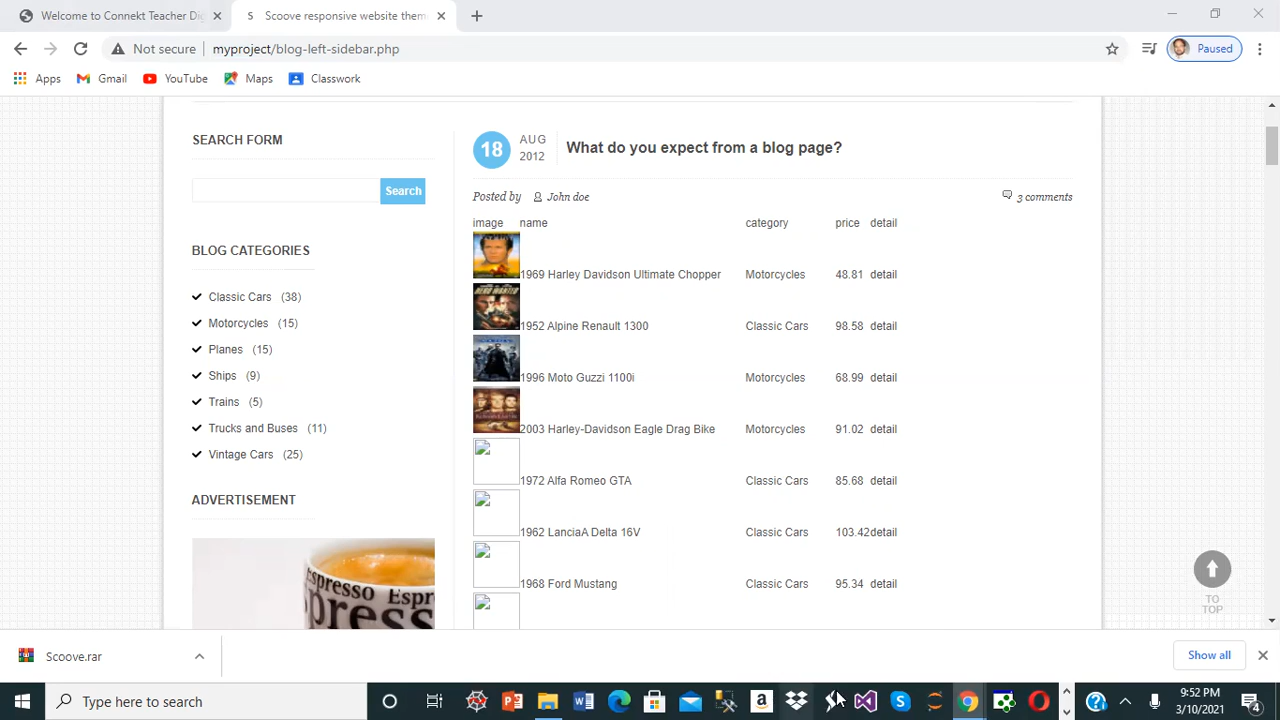 Welcome to Connekt Teacher Dig
Scoove responsive website them
Not secure myproject/blog-left-sidebar.php
Paused
Apps Gmail YouTube Maps Classwork
SEARCH FORM
Search
BLOG CATEGORIES
Classic Cars (38)
Motorcycles (15)
Planes (15)
Ships (9)
Trains (5)
Trucks and Buses (11)
Vintage Cars (25)
ADVERTISEMENT
18 AUG 2012 What do you expect from a blog page?
Posted by John doe 3 comments
image name category price detail
1969 Harley Davidson Ultimate Chopper Motorcycles 48.81 detail
1952 Alpine Renault 1300 Classic Cars 98.58 detail
1996 Moto Guzzi 1100i Motorcycles 68.99 detail
2003 Harley-Davidson Eagle Drag Bike Motorcycles 91.02 detail
1972 Alfa Romeo GTA Classic Cars 85.68 detail
1962 LanciaA Delta 16V Classic Cars 103.42detail
1968 Ford Mustang Classic Cars 95.34 detail
TO
TOP
Scoove.rar
Show all
Type here to search
9:52 PM
3/10/2021
4